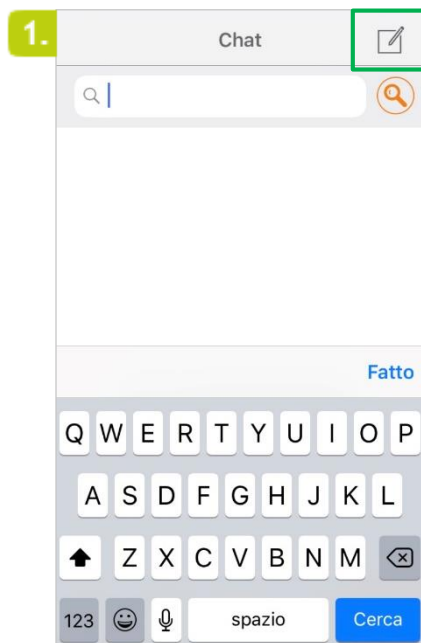 1.
Chat
Fatto
Q W E R T Y U I O P
A S D F G H J K L
Z X C V B N M
123 spazio Cerca